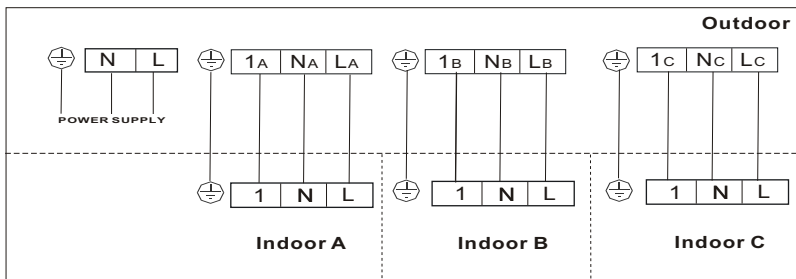 Outdoor
N L 1A NA LA 1B NB LB 1C NC LC
POWER SUPPLY
1 N L 1 N L 1 N L
Indoor A Indoor B Indoor C